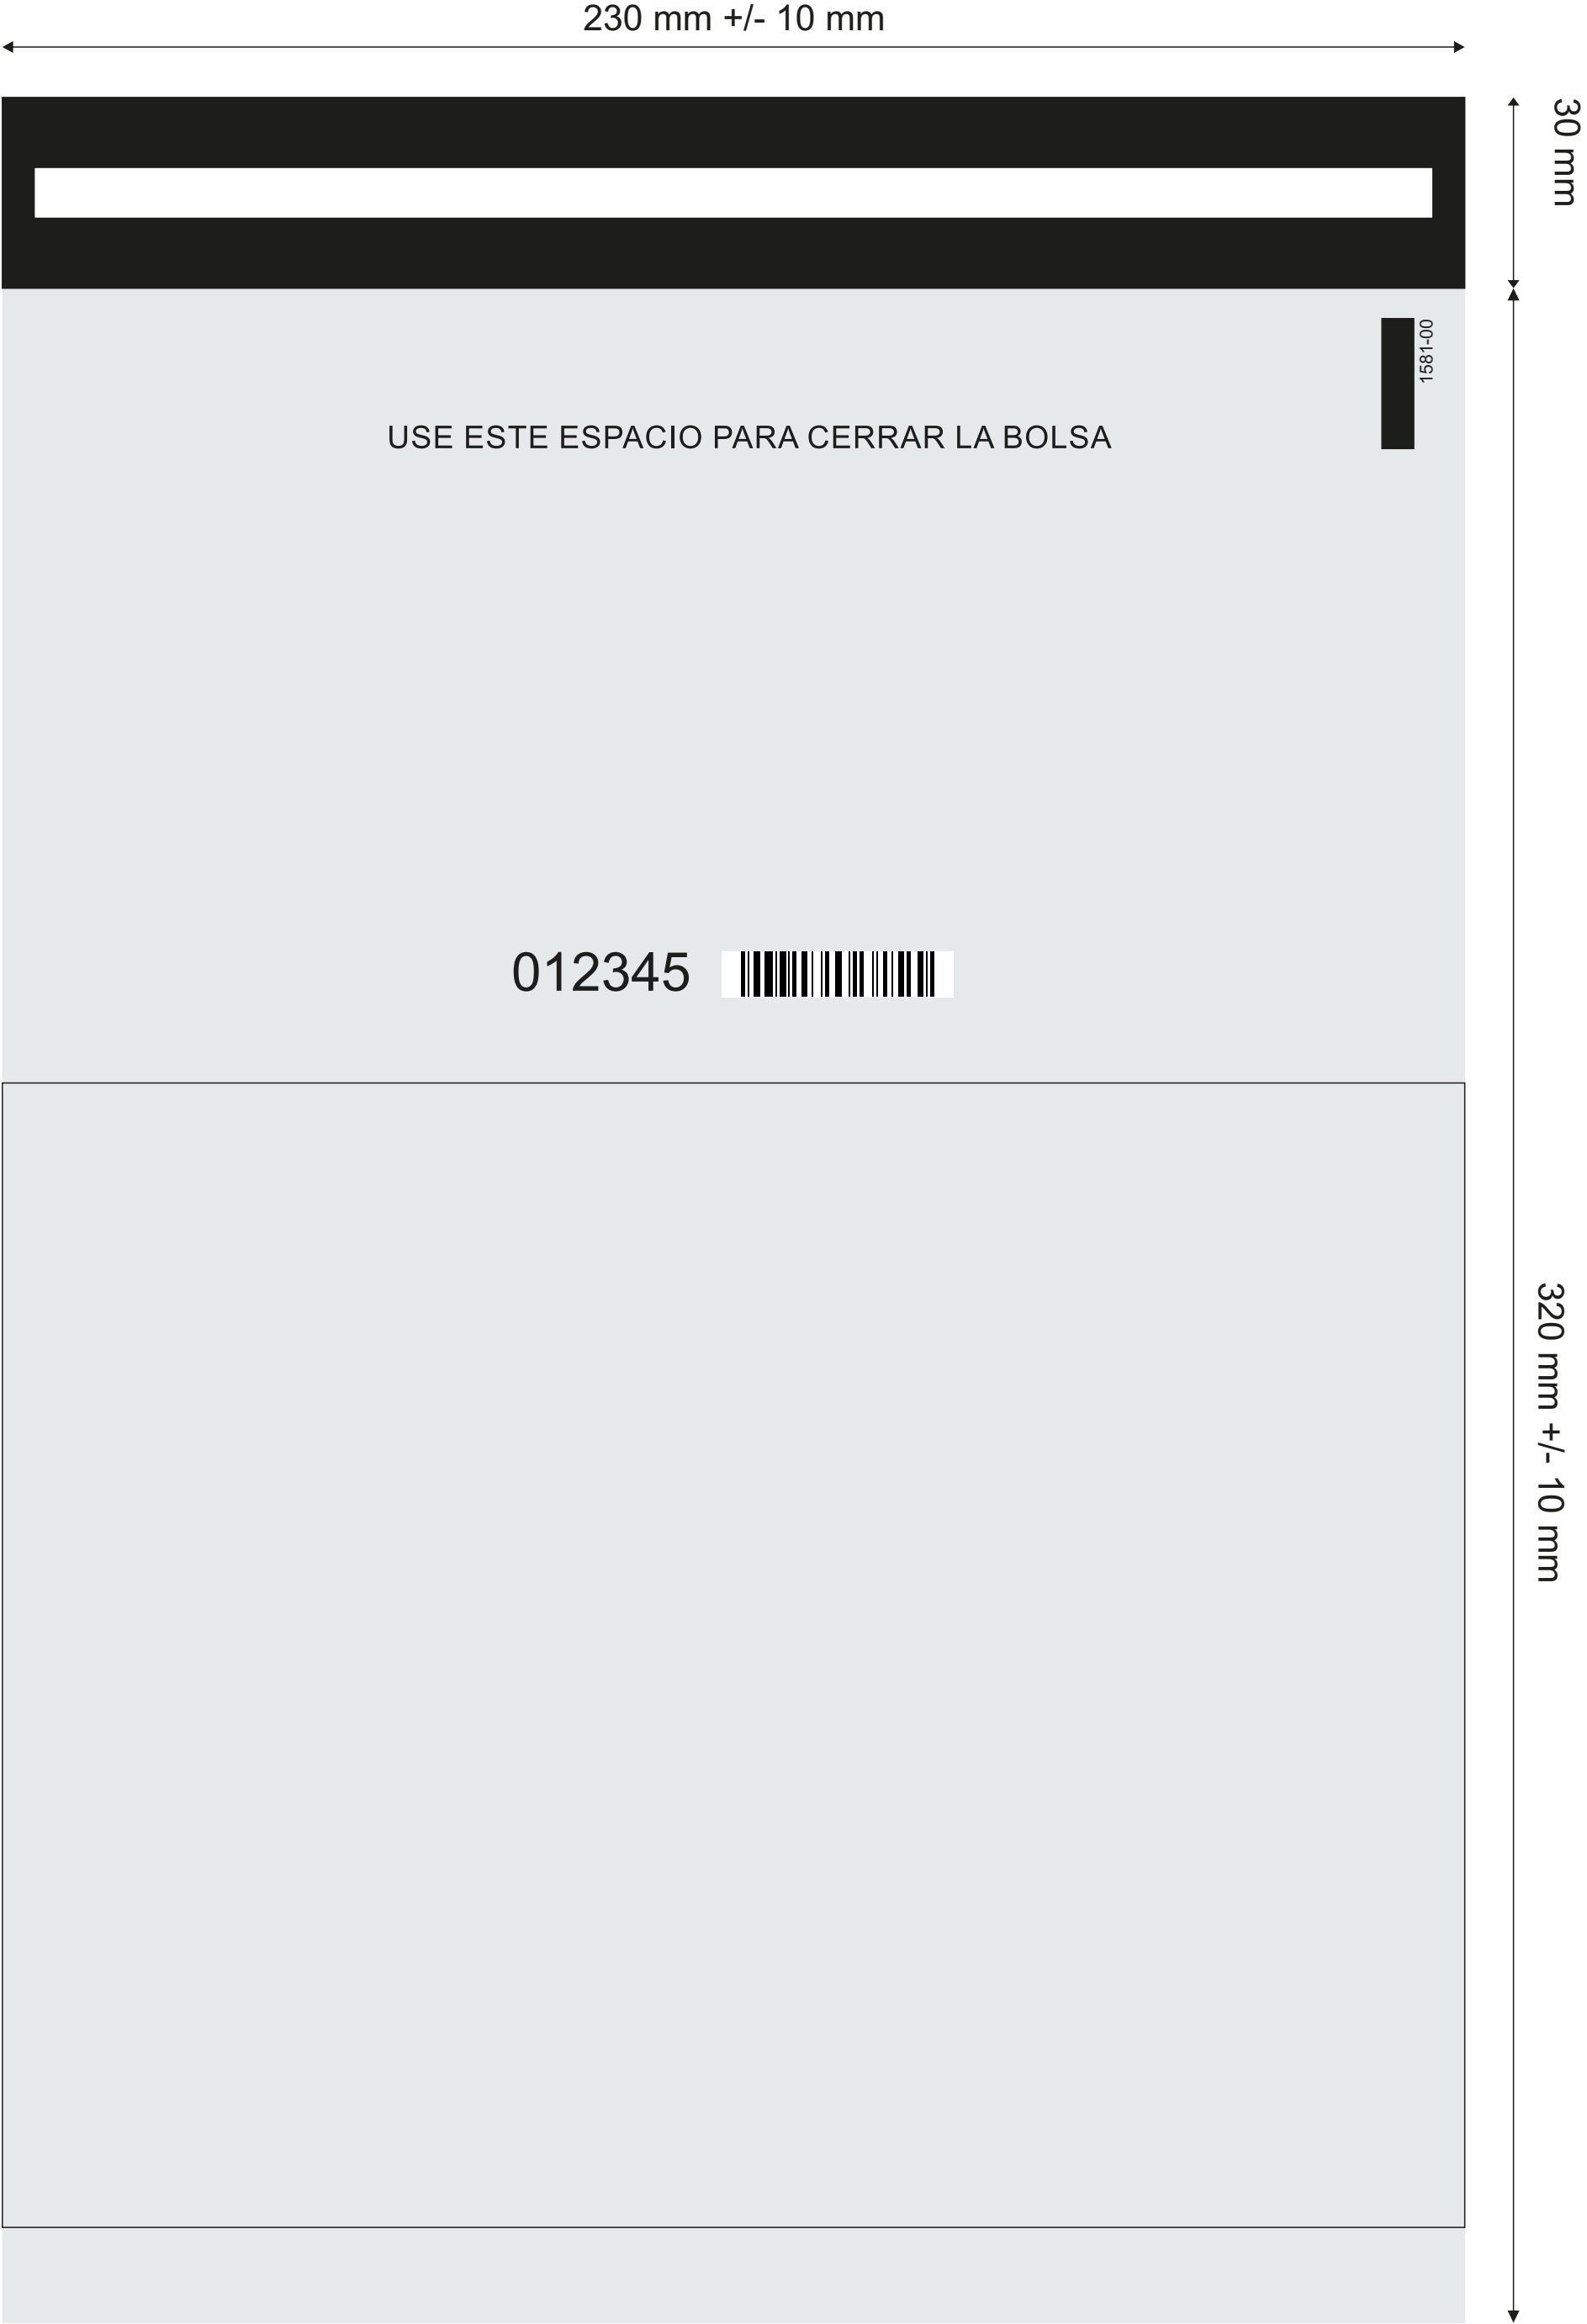 230 mm +/- 10 mm
30 mm
1581-00
USE ESTE ESPACIO PARA CERRAR LA BOLSA
012345
320 mm +/- 10 mm